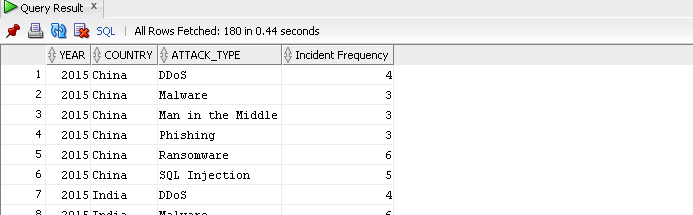 Query Result x
SQL | All Rows Fetched: 180 in 0.44 seconds
YEAR COUNTRY ATTACK_TYPE Incident Frequency
1 2015 China DDoS 4
2 2015 China Malware 3
3 2015 China Man in the Middle 3
4 2015 China Phishing 3
5 2015 China Ransomware 6
6 2015 China SQL Injection 5
7 2015 India DDoS 4
8 2015 India Malware 6